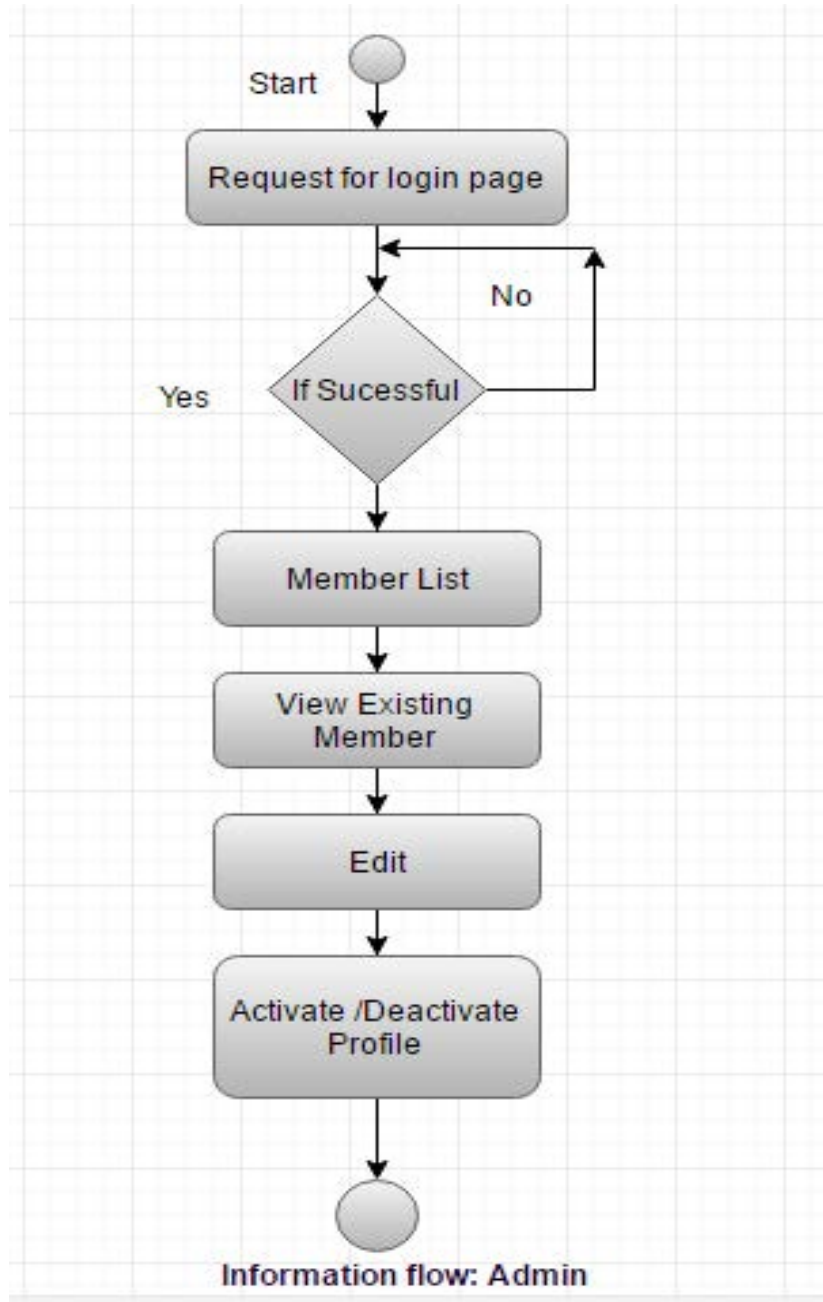 Start
Request for login page
No
If Sucessful
Yes
Member List
View Existing
Member
Edit
Activate /Deactivate
Profile
Information flow: Admin